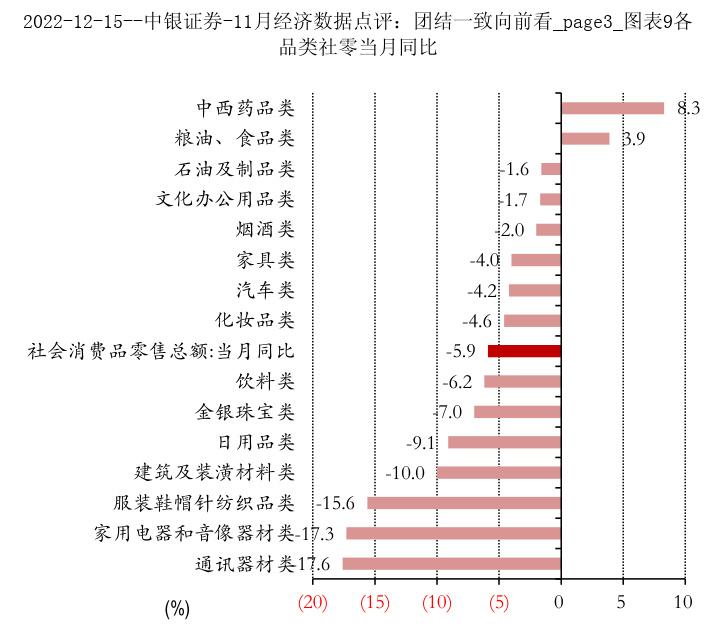 2022-12-15--中银证券-11月经济数据点评：团结一致向前看_page3_图表9各
品类社零当月同比
中西药品类 8.3
粮油、食品类 3.9
石油及制品类 -1.6
文化办公用品类 -1.7
烟酒类 -2.0
家具类 -4.0
汽车类 -4.2
化妆品类 -4.6
社会消费品零售总额:当月同比 -5.9
饮料类 -6.2
金银珠宝类 -7.0
日用品类 -9.1
建筑及装潢材料类 -10.0
服装鞋帽针纺织品类 -15.6
家用电器和音像器材类 -17.3
通讯器材类 -17.6
(%) (20) (15) (10) (5) 0 5 10